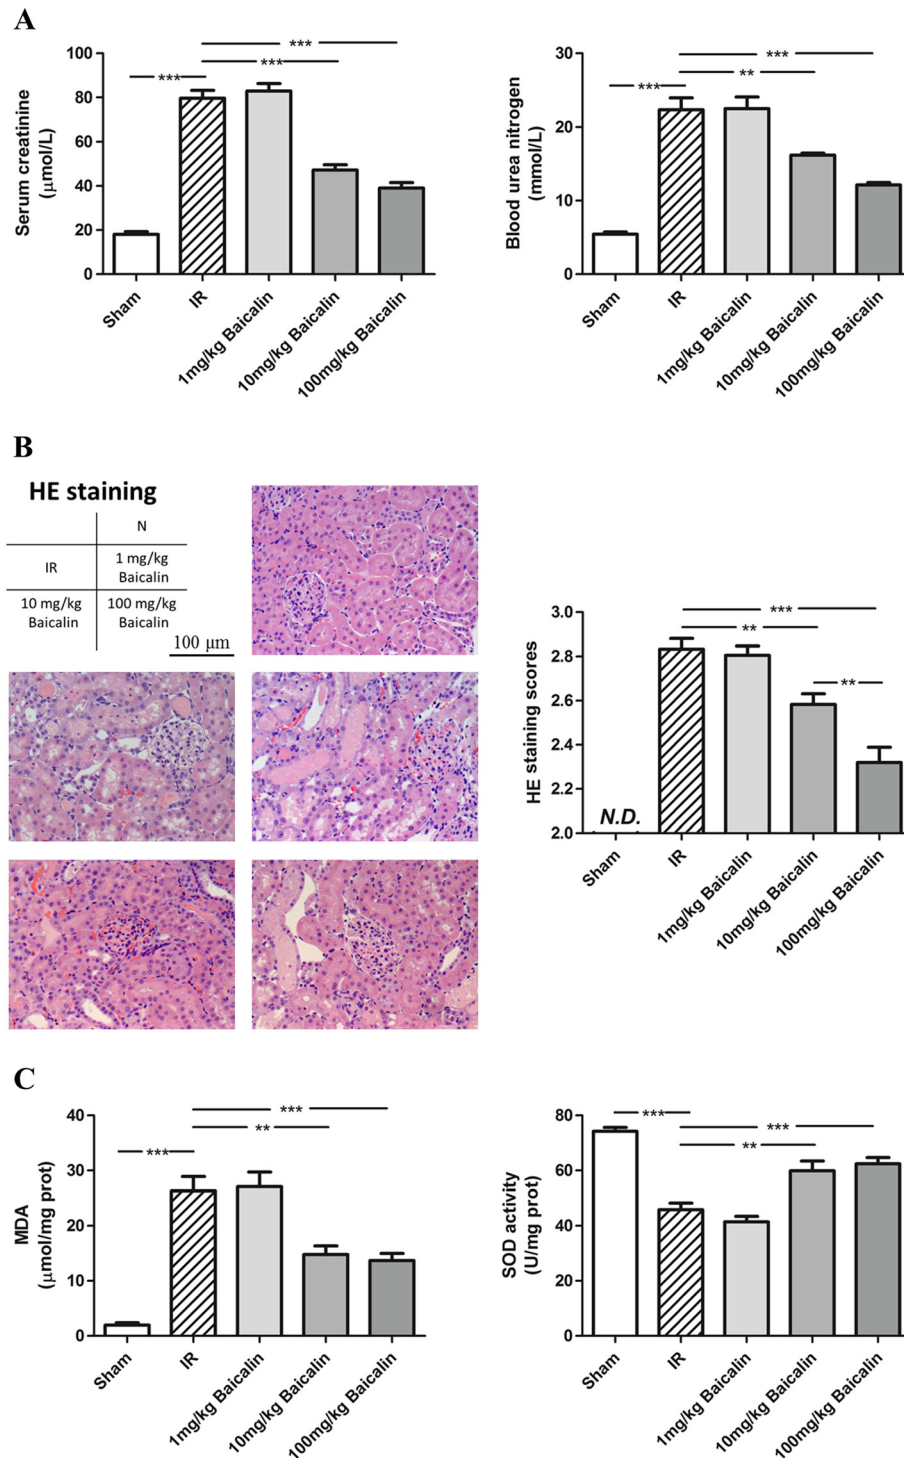 A
Serum creatinine
(μmol/L)
100
80
60
40
20
0
***
***
***
Sham
IR
1mg/kg Baicalin
10mg/kg Baicalin
100mg/kg Baicalin
Blood urea nitrogen
(mmol/L)
30
20
10
0
***
**
***
Sham
IR
1mg/kg Baicalin
10mg/kg Baicalin
100mg/kg Baicalin
B
HE staining
N
IR
1 mg/kg
Baicalin
10 mg/kg
Baicalin
100 mg/kg
Baicalin
100 μm
HE staining scores
3.0
2.8
2.6
2.4
2.2
2.0
***
**
**
N.D.
Sham
IR
1mg/kg Baicalin
10mg/kg Baicalin
100mg/kg Baicalin
C
MDA
(μmol/mg prot)
40
30
20
10
0
***
**
***
Sham
IR
1mg/kg Baicalin
10mg/kg Baicalin
100mg/kg Baicalin
SOD activity
(U/mg prot)
80
60
40
20
0
***
***
**
Sham
IR
1mg/kg Baicalin
10mg/kg Baicalin
100mg/kg Baicalin